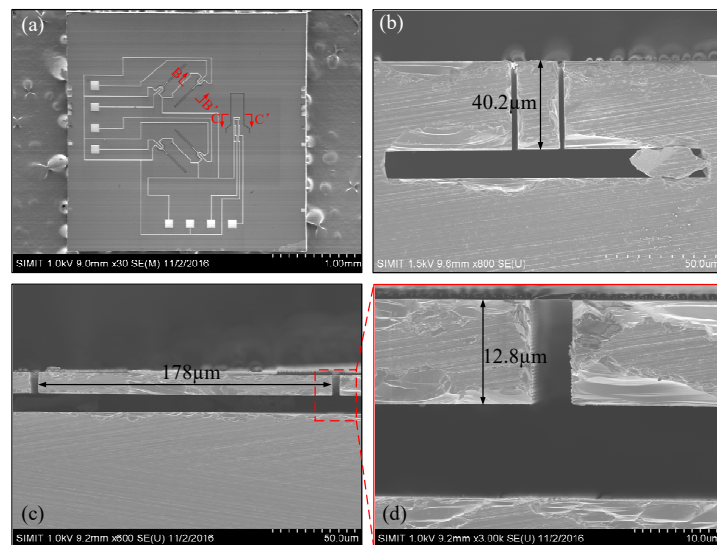 (a)
B
B'
C
C'
SIMIT 1.0kV 9.0mm x30 SE(M) 11/2/2016
1.00mm
(b)
40.2μm
SIMIT 1.5kV 9.6mm x800 SE(U)
50.0um
178μm
(c)
SIMIT 1.0kV 9.2mm x600 SE(U) 11/2/2016
50.0um
12.8μm
(d)
SIMIT 1.0kV 9.2mm x3.00k SE(U) 11/2/2016
10.0um